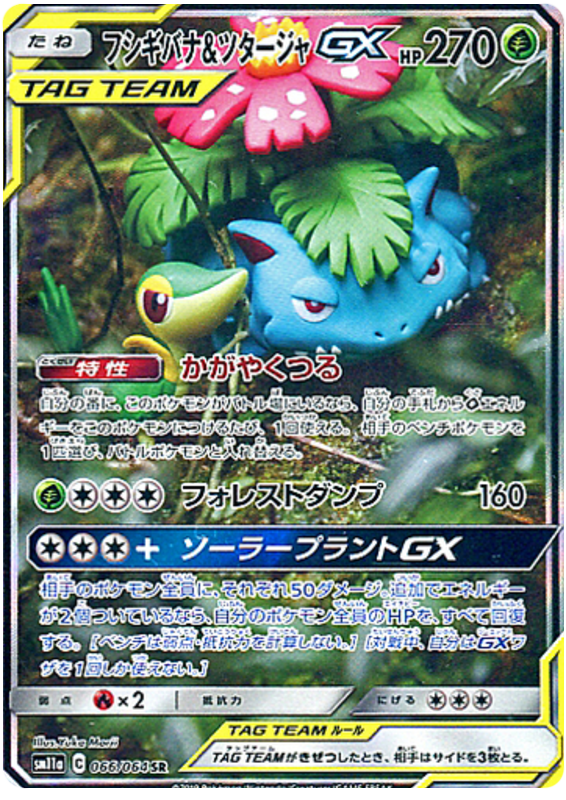 たね フシギバナ&ツタージャGX HP270
TAG TEAM
特性 かがやくつる
自分の番に、このポケモンがバトル場にいるなら、自分の手札からエネル
ギーをこのポケモンにつけるたび、1回使える。相手のベンチポケモンを
1匹選び、バトルポケモンと入れ替える。
フォレストダンプ 160
+ ソーラープラントGX
相手のポケモン全員に、それぞれ50ダメージ。追加でエネルギー
が2個ついているなら、自分のポケモン全員のHPを、すべて回復
する。[ベンチは弱点・抵抗力を計算しない。][対戦中、自分はGXワ
ザを1回しか使えない。]
弱点 ×2 抵抗力 にげる
Illus. Yuka Morii
TAG TEAM ルール
sm11a C 066/064 SR
TAG TEAMがきぜつしたとき、相手はサイドを3枚とる。